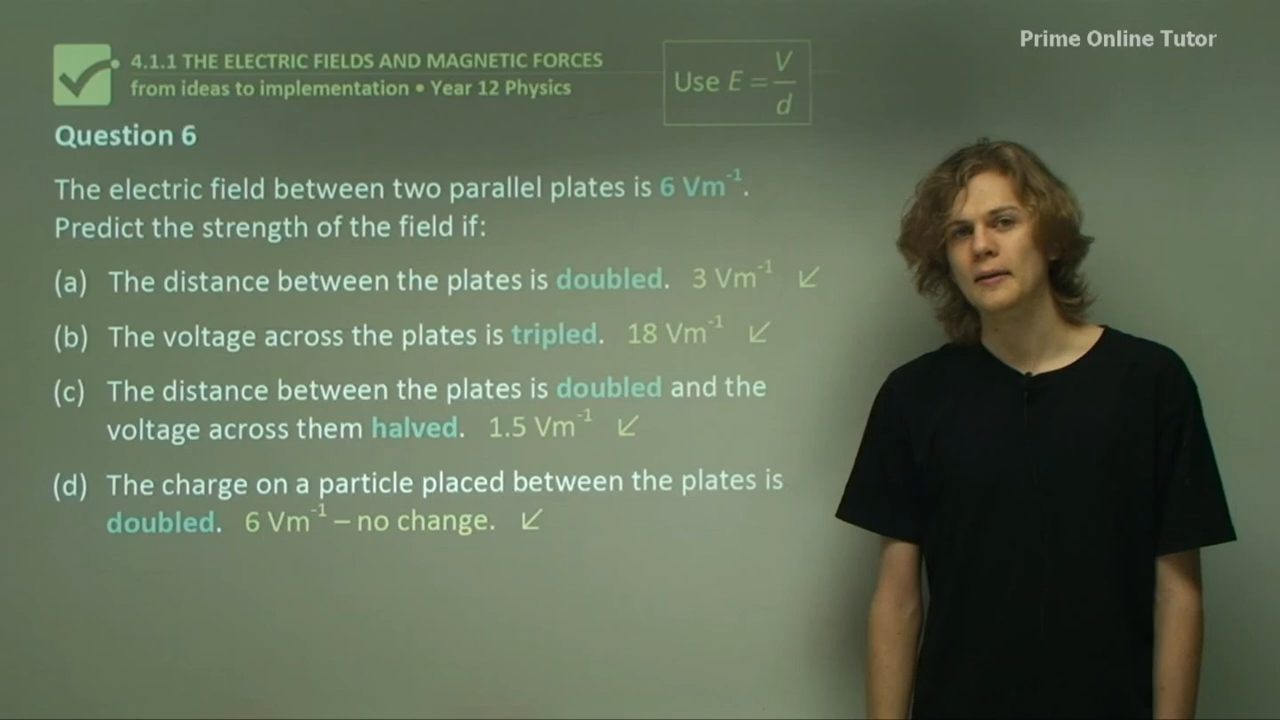 Prime Online Tutor
4.1.1 THE ELECTRIC FIELDS AND MAGNETIC FORCES
from ideas to implementation • Year 12 Physics
Use E = V/d
Question 6
The electric field between two parallel plates is 6 Vm⁻¹.
Predict the strength of the field if:
(a) The distance between the plates is doubled. 3 Vm⁻¹ ↙
(b) The voltage across the plates is tripled. 18 Vm⁻¹ ↙
(c) The distance between the plates is doubled and the
voltage across them halved. 1.5 Vm⁻¹ ↙
(d) The charge on a particle placed between the plates is
doubled. 6 Vm⁻¹ – no change. ↙